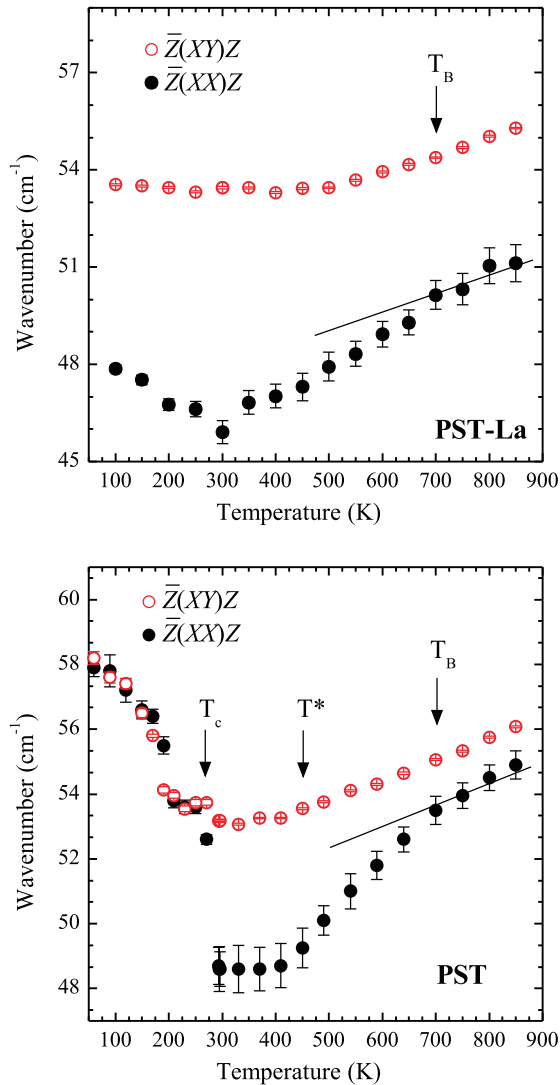 57
54
51
48
45
Wavenumber (cm⁻¹)
Z̅(XY)Z
Z̅(XX)Z
T_B
PST-La
100 200 300 400 500 600 700 800 900
Temperature (K)
60
58
56
54
52
50
48
Wavenumber (cm⁻¹)
Z̅(XY)Z
Z̅(XX)Z
T_c
T*
T_B
PST
100 200 300 400 500 600 700 800 900
Temperature (K)